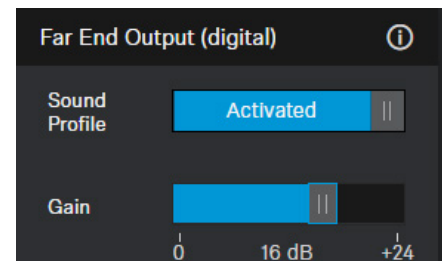 Far End Output (digital)
Sound
Profile
Activated
Gain
0 16 dB +24